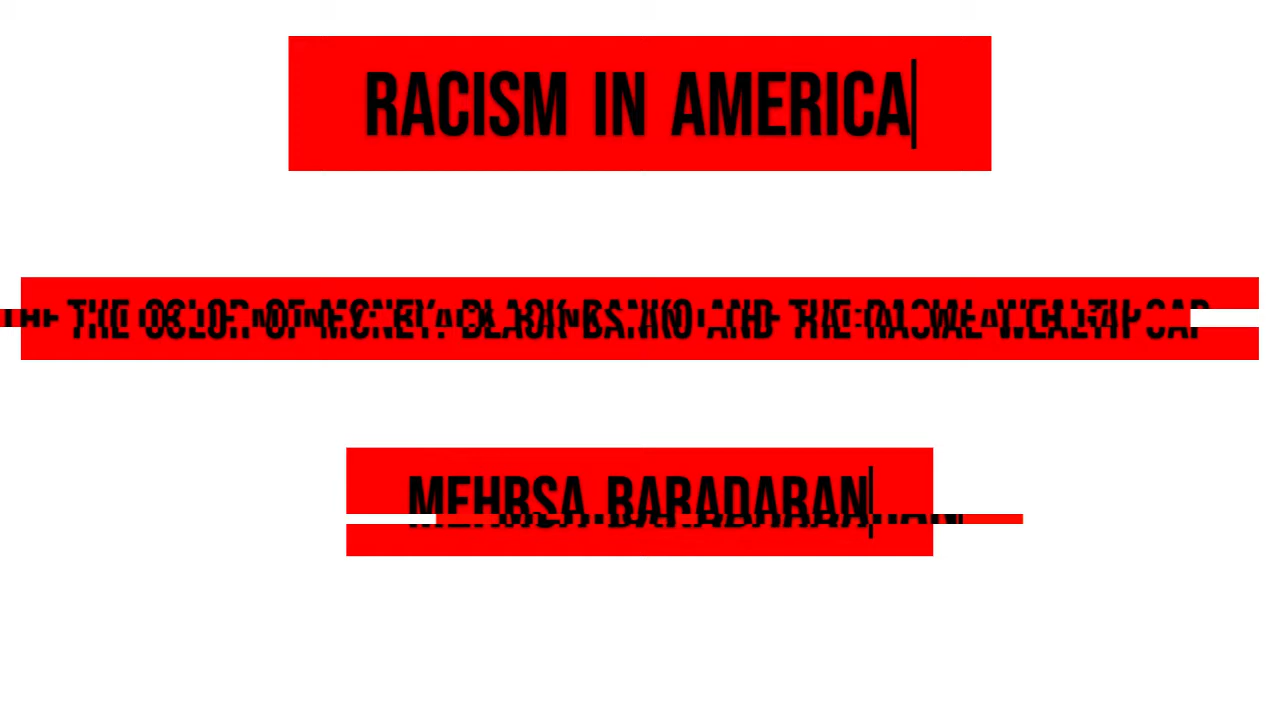 RACISM IN AMERICA
THE COLOR OF MONEY: BLACK BANKS AND THE RACIAL WEALTH GAP
MEHRSA BARADARAN